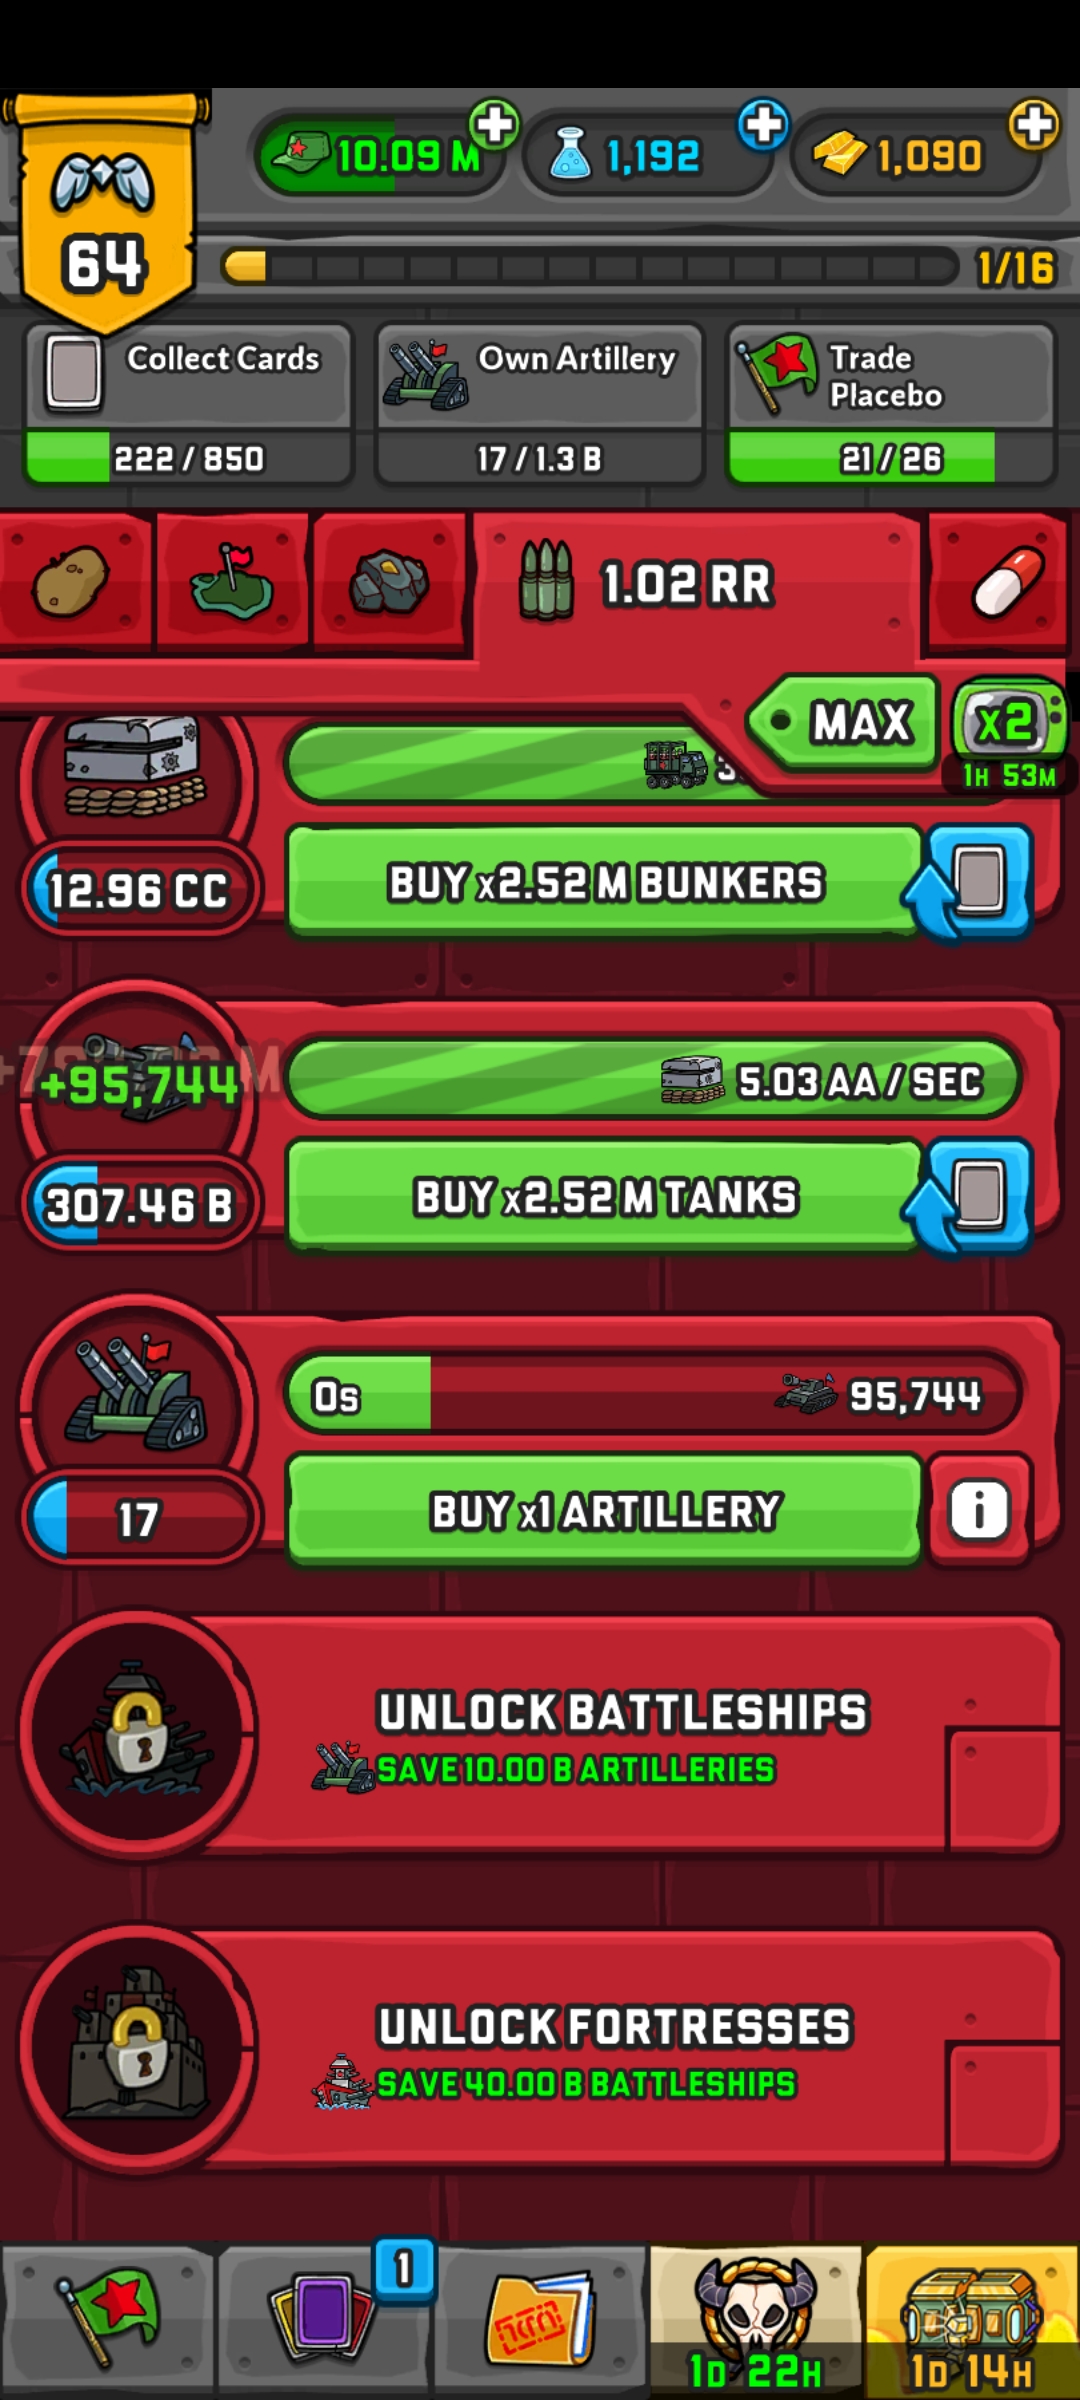 10.09 M
1,192
1,090
64
1/16
Collect Cards
222 / 850
Own Artillery
17 / 1.3 B
Trade
Placebo
21 / 26
1.02 RR
MAX
x2
1H 53M
12.96 CC
BUY x2.52 M BUNKERS
+95,744
5.03 AA / SEC
307.46 B
BUY x2.52 M TANKS
0s
95,744
17
BUY x1 ARTILLERY
i
UNLOCK BATTLESHIPS
SAVE 10.00 B ARTILLERIES
UNLOCK FORTRESSES
SAVE 40.00 B BATTLESHIPS
1
1D 22H
1D 14H